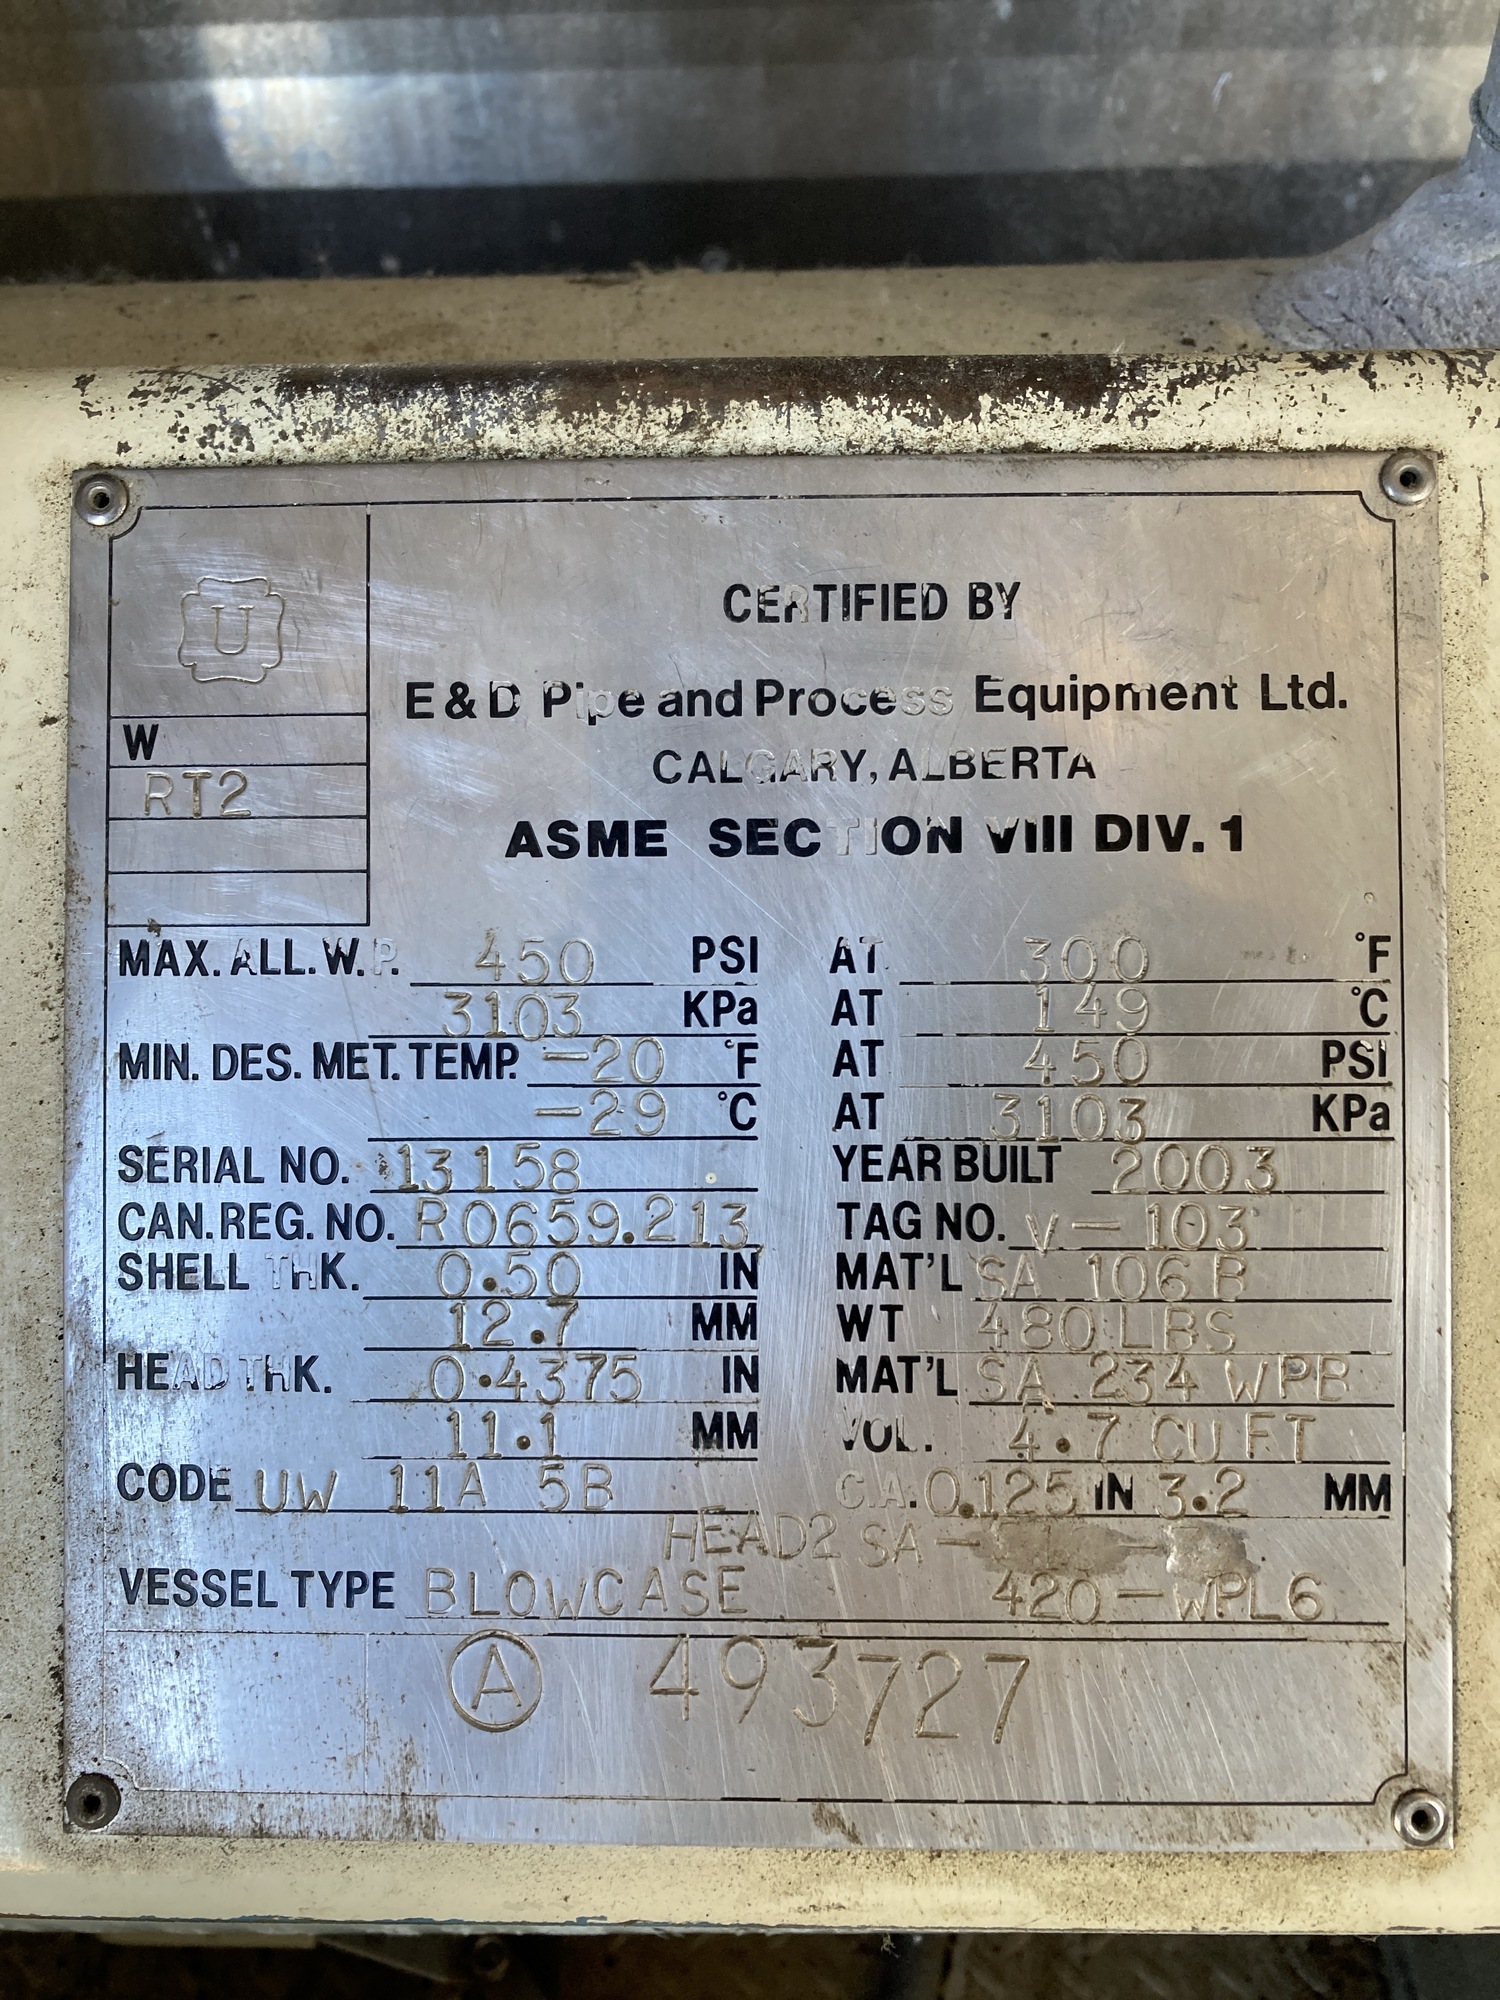 U
W
RT2
CERTIFIED BY
E & D Pipe and Process Equipment Ltd.
CALGARY, ALBERTA
ASME SECTION VIII DIV. 1
MAX. ALL. W. P. 450 PSI AT 300 °F
3103 KPa AT 149 °C
MIN. DES. MET. TEMP. -20 °F AT 450 PSI
-29 °C AT 3103 KPa
SERIAL NO. 13158 YEAR BUILT 2003
CAN. REG. NO. R0659.213 TAG NO. V-103
SHELL THK. 0.50 IN MAT'L SA 106 B
12.7 MM WT 480 LBS
HEAD THK. 0.4375 IN MAT'L SA 234 WPB
11.1 MM VOL. 4.7 CU FT
CODE UW 11A 5B C.A. 0.125 IN 3.2 MM
HEAD2 SA -
VESSEL TYPE BLOWCASE 420-WPL6
A 493727